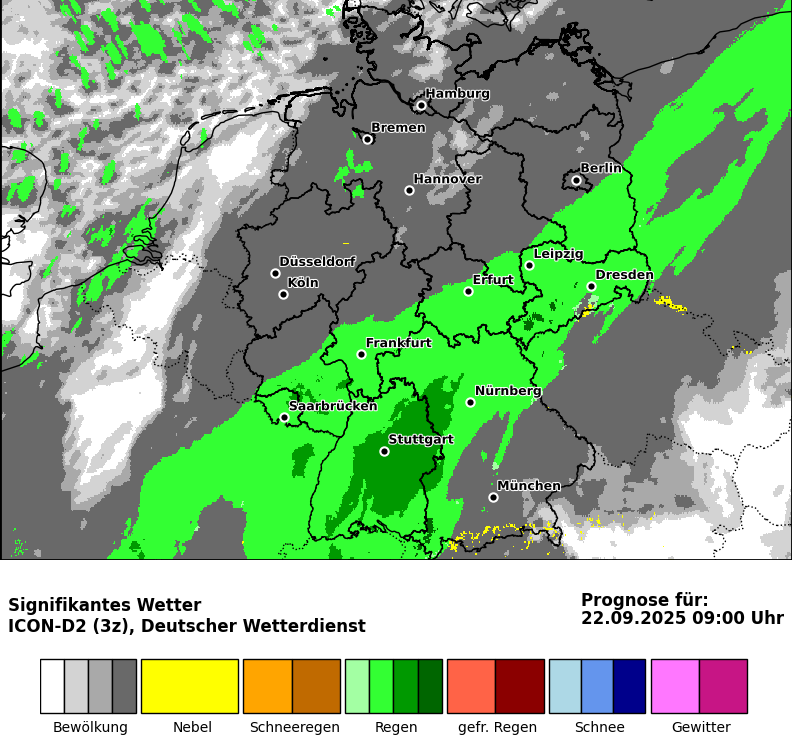 Hamburg
Bremen
Berlin
Hannover
Leipzig
Düsseldorf
Dresden
Köln
Erfurt
Frankfurt
Nürnberg
Saarbrücken
Stuttgart
München
Signifikantes Wetter
ICON-D2 (3z), Deutscher Wetterdienst
Prognose für:
22.09.2025 09:00 Uhr
Bewölkung Nebel Schneeregen Regen gefr. Regen Schnee Gewitter